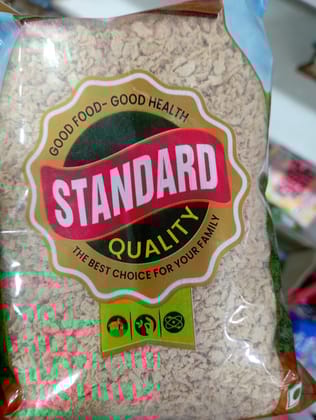 GOOD FOOD- GOOD HEALTH
STANDARD
QUALITY
THE BEST CHOICE FOR YOUR FAMILY